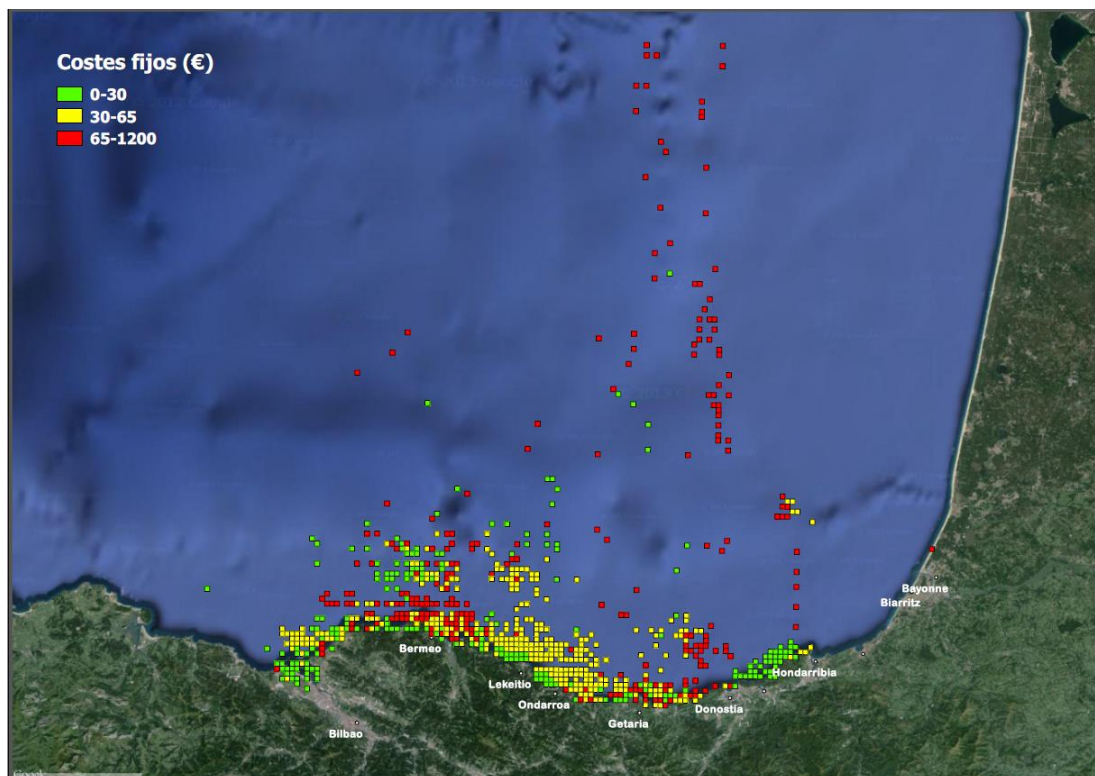 Costes fijos (€)
0-30
30-65
65-1200
Bayonne
Biarritz
Bermeo
Hondarribia
Lekeitio
Ondarroa
Donostia
Getaria
Bilbao